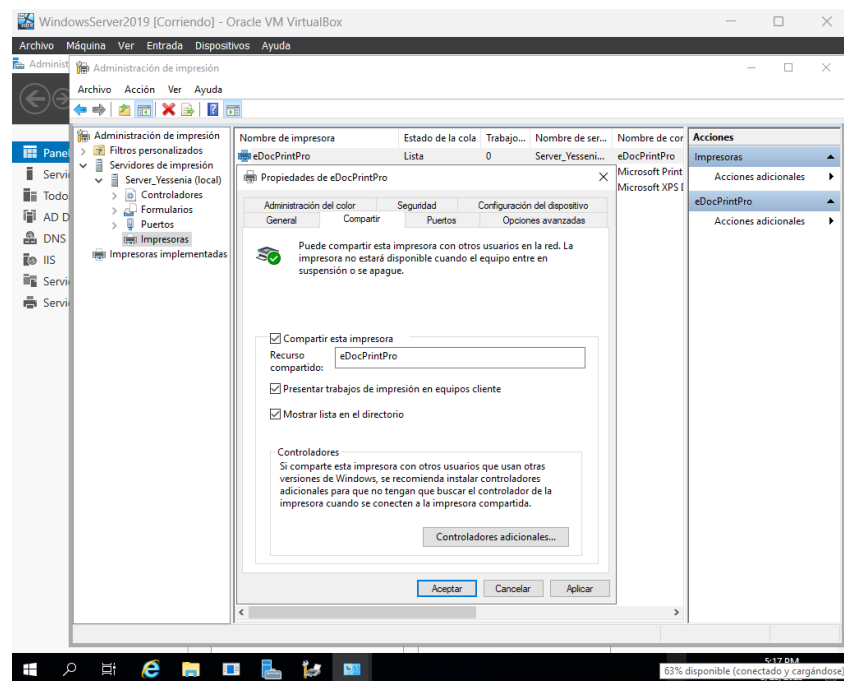 WindowsServer2019 [Corriendo] - Oracle VM VirtualBox
Archivo Máquina Ver Entrada Dispositivos Ayuda
Administ
Administración de impresión
Archivo Acción Ver Ayuda
Panel
Servi
Todo
AD D
DNS
IIS
Servi
Servi
Administración de impresión
Filtros personalizados
Servidores de impresión
Server_Yessenia (local)
Controladores
Formularios
Puertos
Impresoras
Impresoras implementadas
Nombre de impresora Estado de la cola Trabajo... Nombre de ser... Nombre de cor
eDocPrintPro Lista 0 Server_Yesseni... eDocPrintPro
Microsoft Print
Microsoft XPS
Propiedades de eDocPrintPro
Administración del color Seguridad Configuración del dispositivo
General Compartir Puertos Opciones avanzadas
Puede compartir esta impresora con otros usuarios en la red. La
impresora no estará disponible cuando el equipo entre en
suspensión o se apague.
Compartir esta impresora
Recurso
compartido:
eDocPrintPro
Presentar trabajos de impresión en equipos cliente
Mostrar lista en el directorio
Controladores
Si comparte esta impresora con otros usuarios que usan otras
versiones de Windows, se recomienda instalar controladores
adicionales para que no tengan que buscar el controlador de la
impresora cuando se conecten a la impresora compartida.
Controladores adicionales...
Aceptar Cancelar Aplicar
Acciones
Impresoras
Acciones adicionales
eDocPrintPro
Acciones adicionales
5:17 PM
63% disponible (conectado y cargándose)